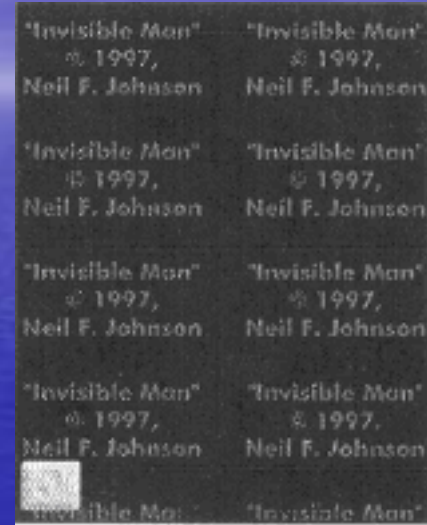 "Invisible Man" "Invisible Man"
© 1997, © 1997,
Neil F. Johnson Neil F. Johnson
"Invisible Man" "Invisible Man"
© 1997, © 1997,
Neil F. Johnson Neil F. Johnson
"Invisible Man" "Invisible Man"
© 1997, © 1997,
Neil F. Johnson Neil F. Johnson
"Invisible Man" "Invisible Man"
© 1997, © 1997.
Neil F. Johnson Neil F. Johnson
"Invisible Man"